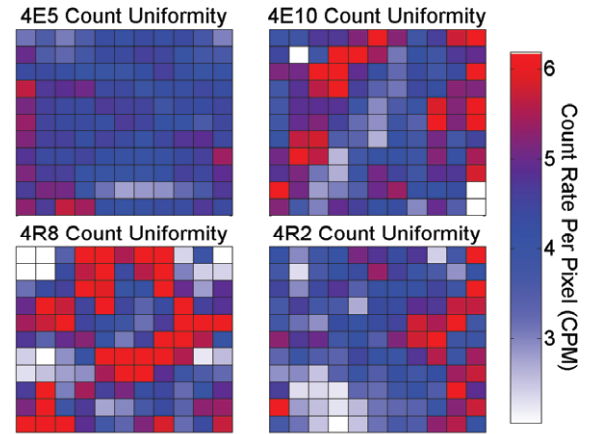 4E5 Count Uniformity
4E10 Count Uniformity
4R8 Count Uniformity
4R2 Count Uniformity
6
5
4
3
Count Rate Per Pixel (CPM)